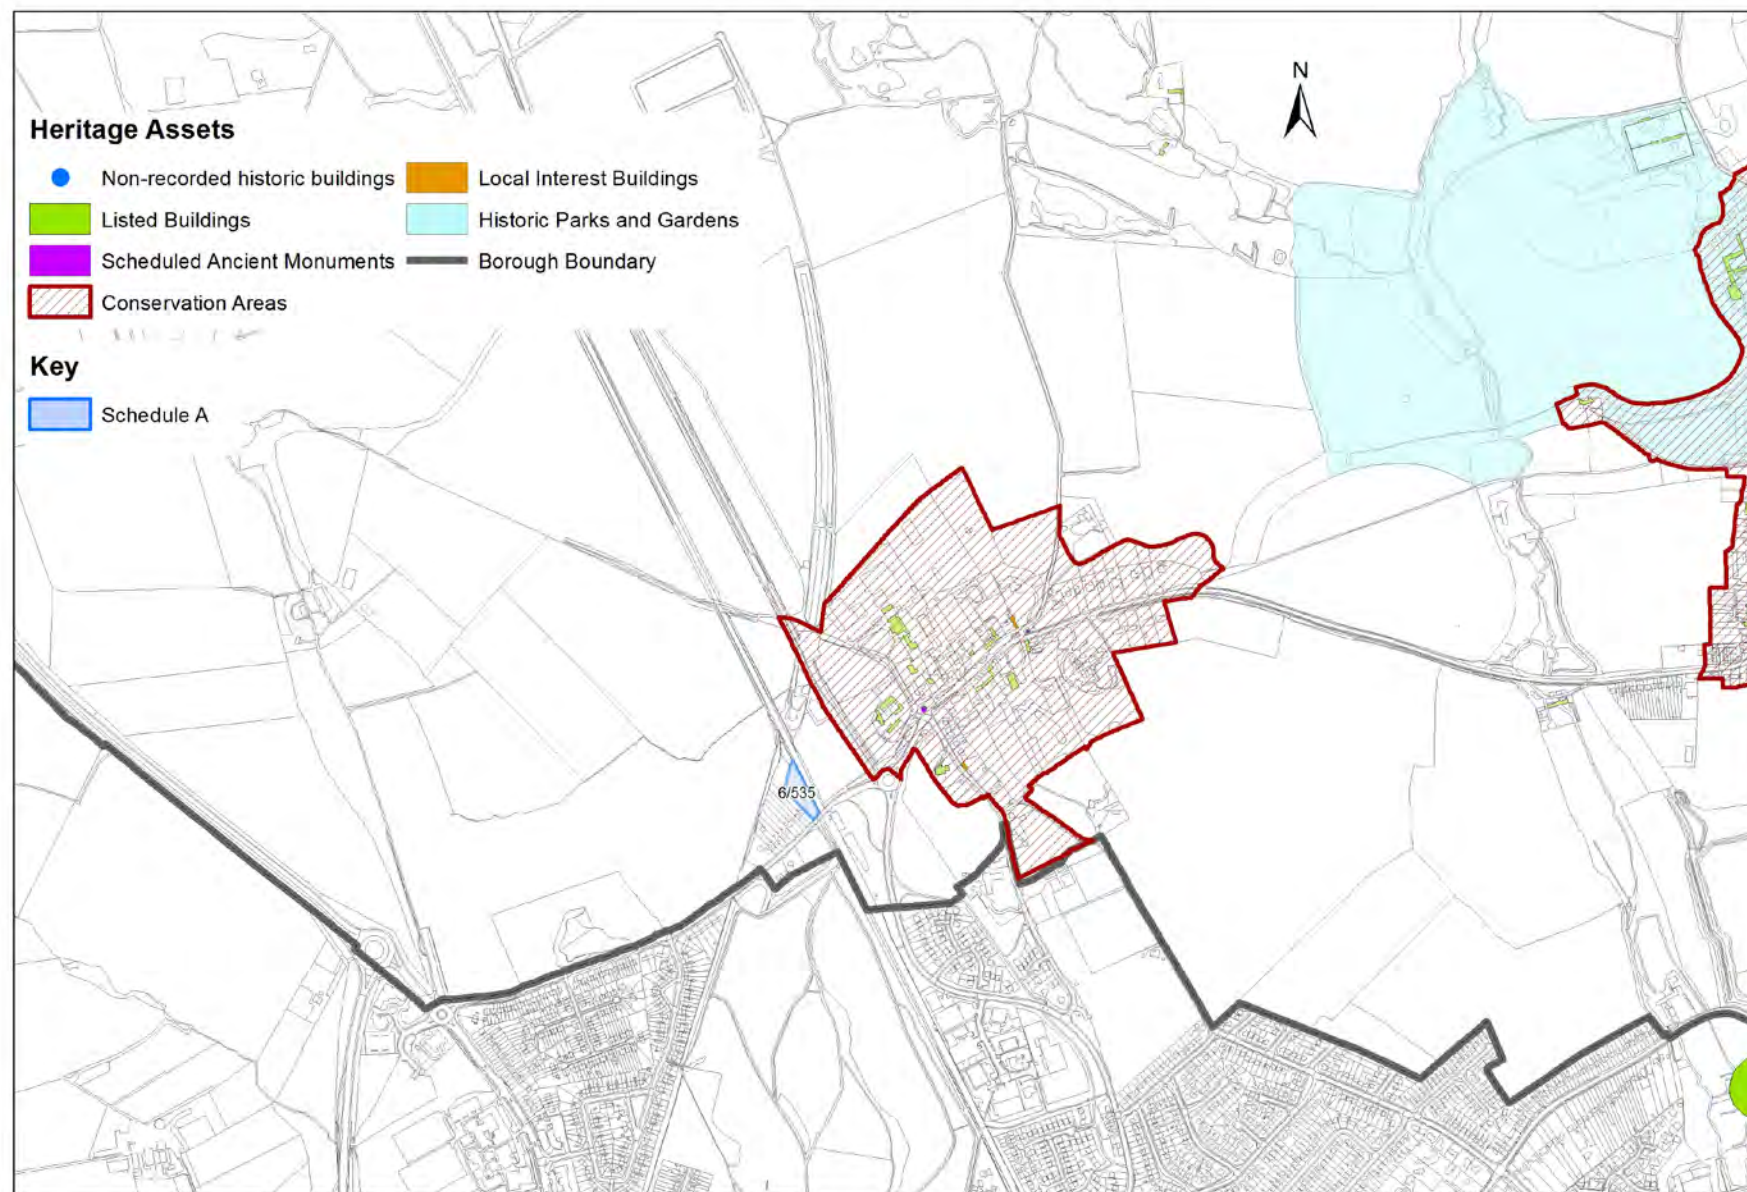 N
Heritage Assets
Non-recorded historic buildings
Local Interest Buildings
Listed Buildings
Historic Parks and Gardens
Scheduled Ancient Monuments
Borough Boundary
Conservation Areas
Key
Schedule A
6/535